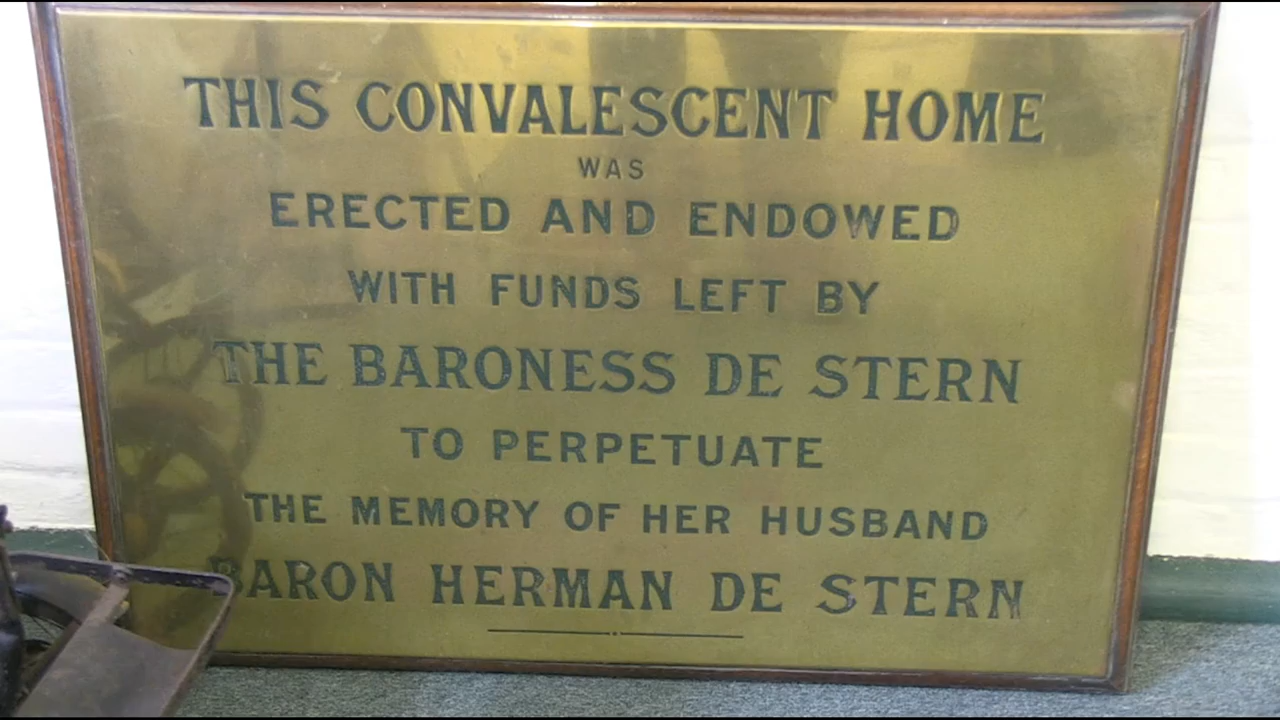 THIS CONVALESCENT HOME
WAS
ERECTED AND ENDOWED
WITH FUNDS LEFT BY
THE BARONESS DE STERN
TO PERPETUATE
THE MEMORY OF HER HUSBAND
BARON HERMAN DE STERN